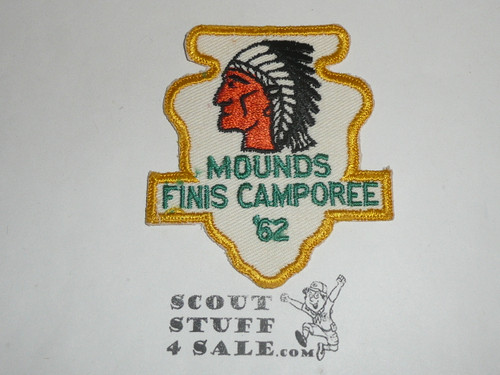 MOUNDS
FINIS CAMPOREE
'62
SCOUT
STUFF
4 SALE.COM